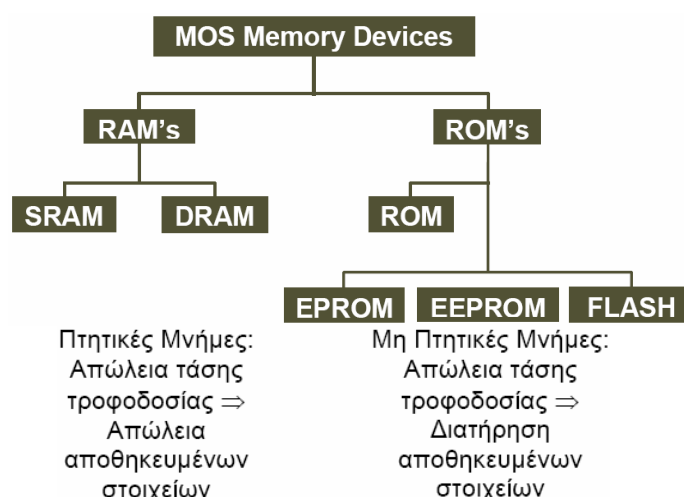 MOS Memory Devices
RAM's
ROM's
SRAM
DRAM
ROM
EPROM
EEPROM
FLASH
Πτητικές Μνήμες:
Απώλεια τάσης
τροφοδοσίας ⇒
Απώλεια
αποθηκευμένων
στοιχείων
Μη Πτητικές Μνήμες:
Απώλεια τάσης
τροφοδοσίας ⇒
Διατήρηση
αποθηκευμένων
στοιχείων